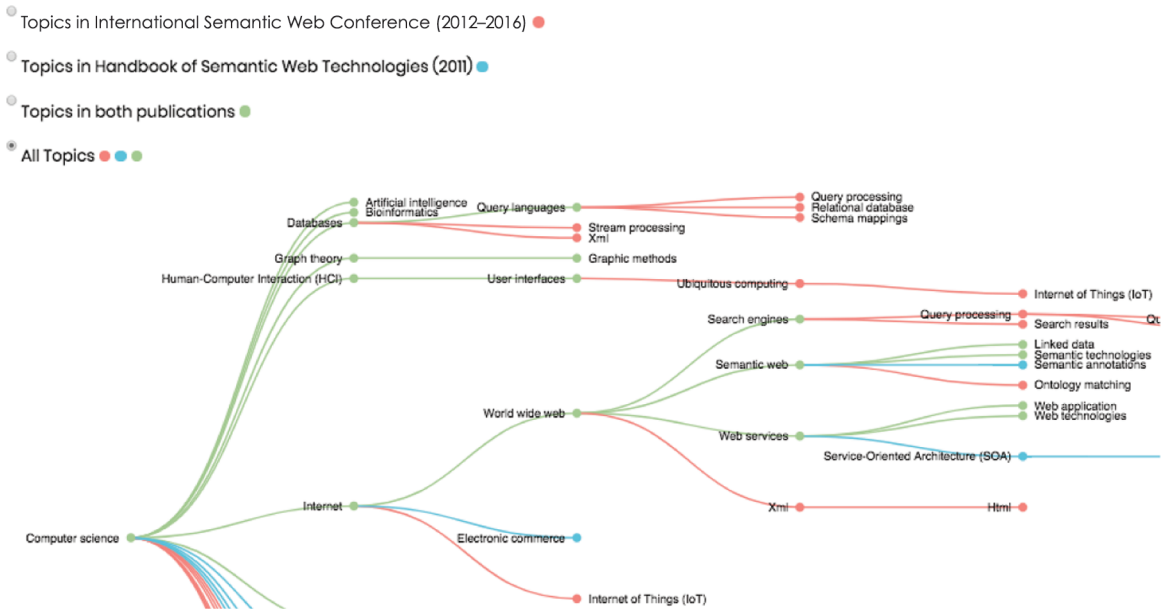 Topics in International Semantic Web Conference (2012–2016)
Topics in Handbook of Semantic Web Technologies (2011)
Topics in both publications
All Topics
Query processing
Artificial intelligence
Query languages
Relational database
Bioinformatics
Schema mappings
Databases
Stream processing
Xml
Graph theory
Graphic methods
Human-Computer Interaction (HCI)
User interfaces
Ubiquitous computing
Internet of Things (IoT)
Search engines
Query processing
Qu
Search results
Linked data
Semantic technologies
Semantic web
Semantic annotations
Ontology matching
Web application
World wide web
Web technologies
Web services
Service-Oriented Architecture (SOA)
Internet
Xml
Html
Computer science
Electronic commerce
Internet of Things (IoT)